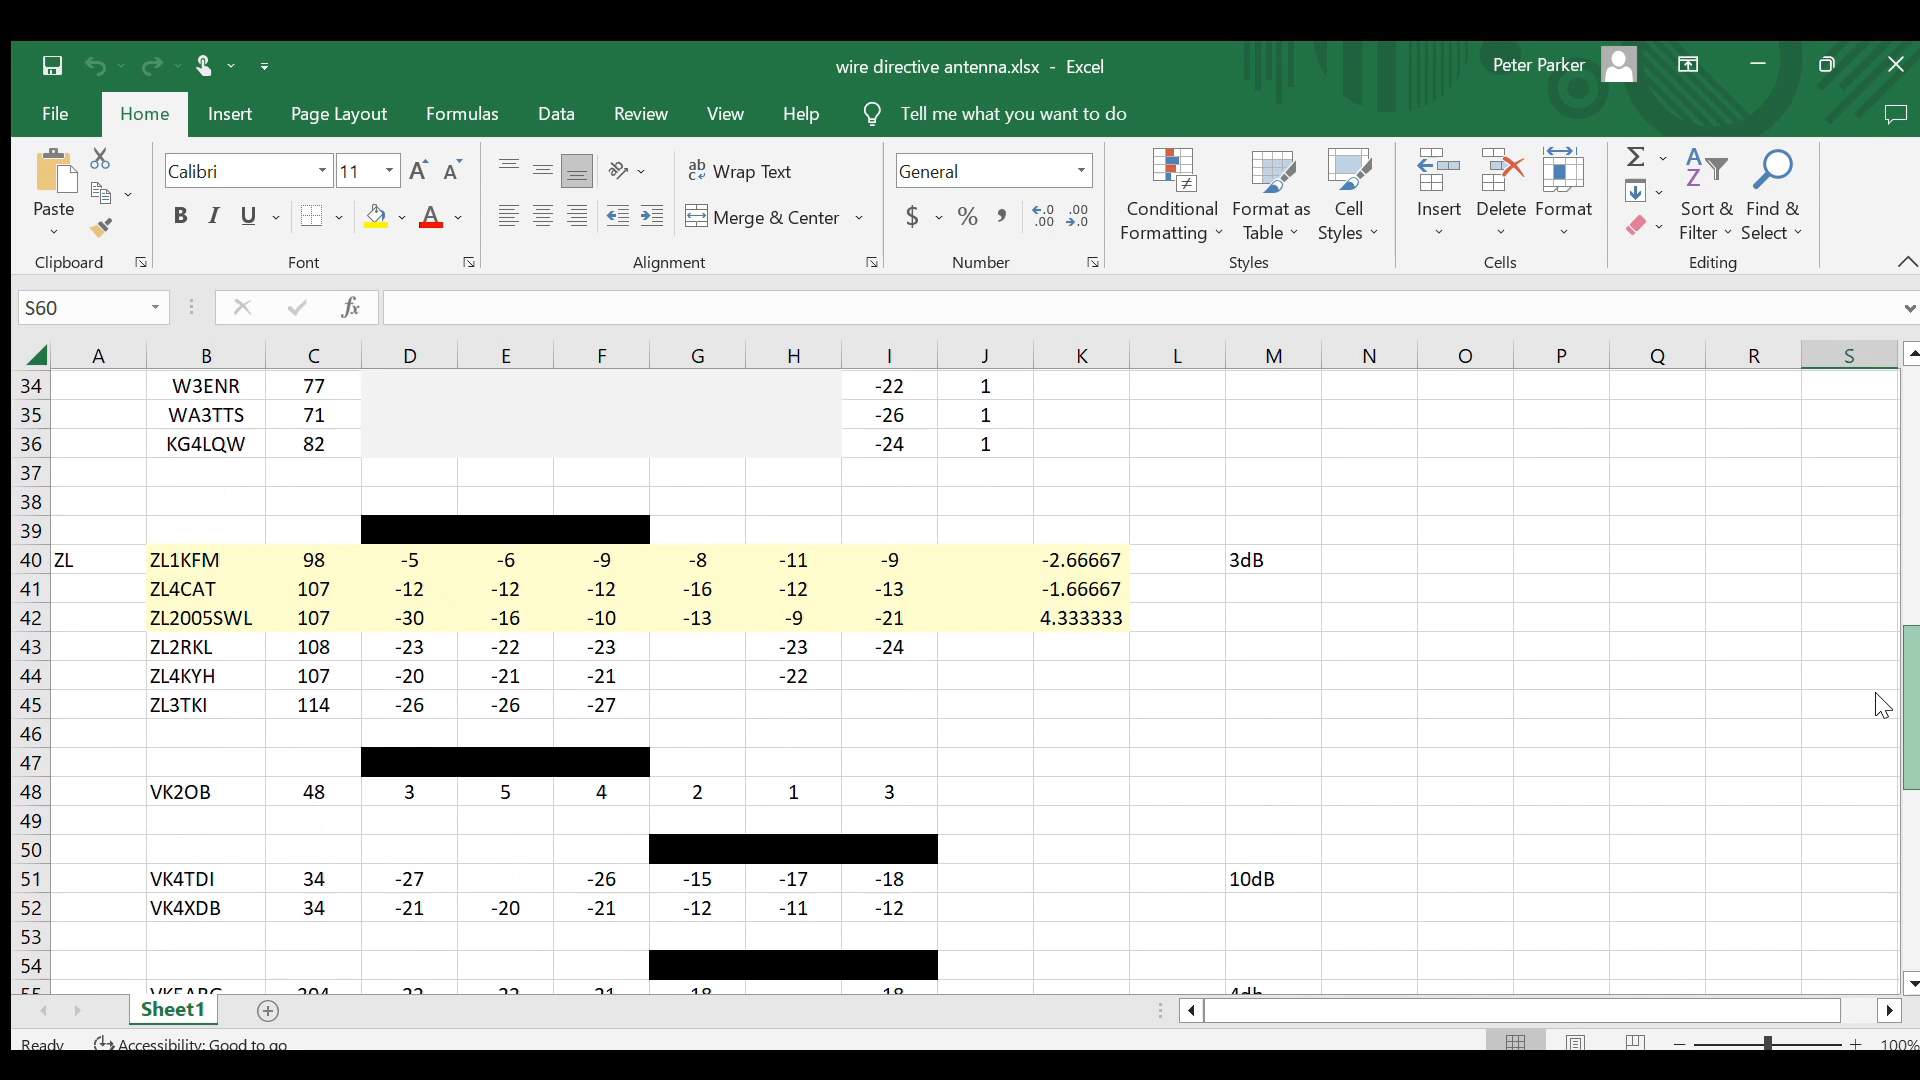 wire directive antenna.xlsx - Excel
Peter Parker
File Home Insert Page Layout Formulas Data Review View Help Tell me what you want to do
Paste
Clipboard
Calibri 11
B I U
Font
Wrap Text
Merge & Center
Alignment
General
$ % ,
Number
Conditional Formatting
Format as Table
Cell Styles
Styles
Insert Delete Format
Cells
Sort & Filter
Find & Select
Editing
S60 fx
A B C D E F G H I J K L M N O P Q R S
34 W3ENR 77 -22 1
35 WA3TTS 71 -26 1
36 KG4LQW 82 -24 1
37
38
39
40 ZL ZL1KFM 98 -5 -6 -9 -8 -11 -9 -2.66667 3dB
41 ZL4CAT 107 -12 -12 -12 -16 -12 -13 -1.66667
42 ZL2005SWL 107 -30 -16 -10 -13 -9 -21 4.333333
43 ZL2RKL 108 -23 -22 -23 -23 -24
44 ZL4KYH 107 -20 -21 -21 -22
45 ZL3TKI 114 -26 -26 -27
46
47
48 VK2OB 48 3 5 4 2 1 3
49
50
51 VK4TDI 34 -27 -26 -15 -17 -18 10dB
52 VK4XDB 34 -21 -20 -21 -12 -11 -12
53
54
55
Sheet1
Ready Accessibility: Good to go 100%